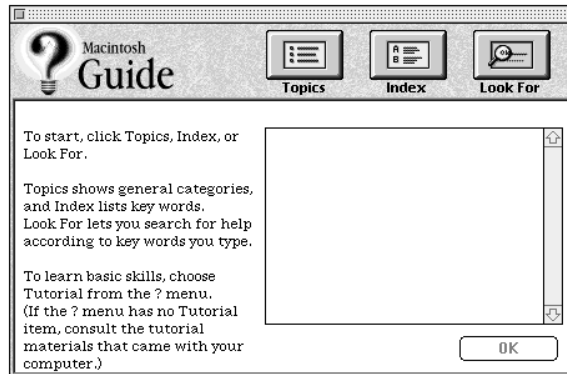 Macintosh
Guide
Topics
Index
Look For
To start, click Topics, Index, or
Look For.
Topics shows general categories,
and Index lists key words.
Look For lets you search for help
according to key words you type.
To learn basic skills, choose
Tutorial from the ? menu.
(If the ? menu has no Tutorial
item, consult the tutorial
materials that came with your
computer.)
OK